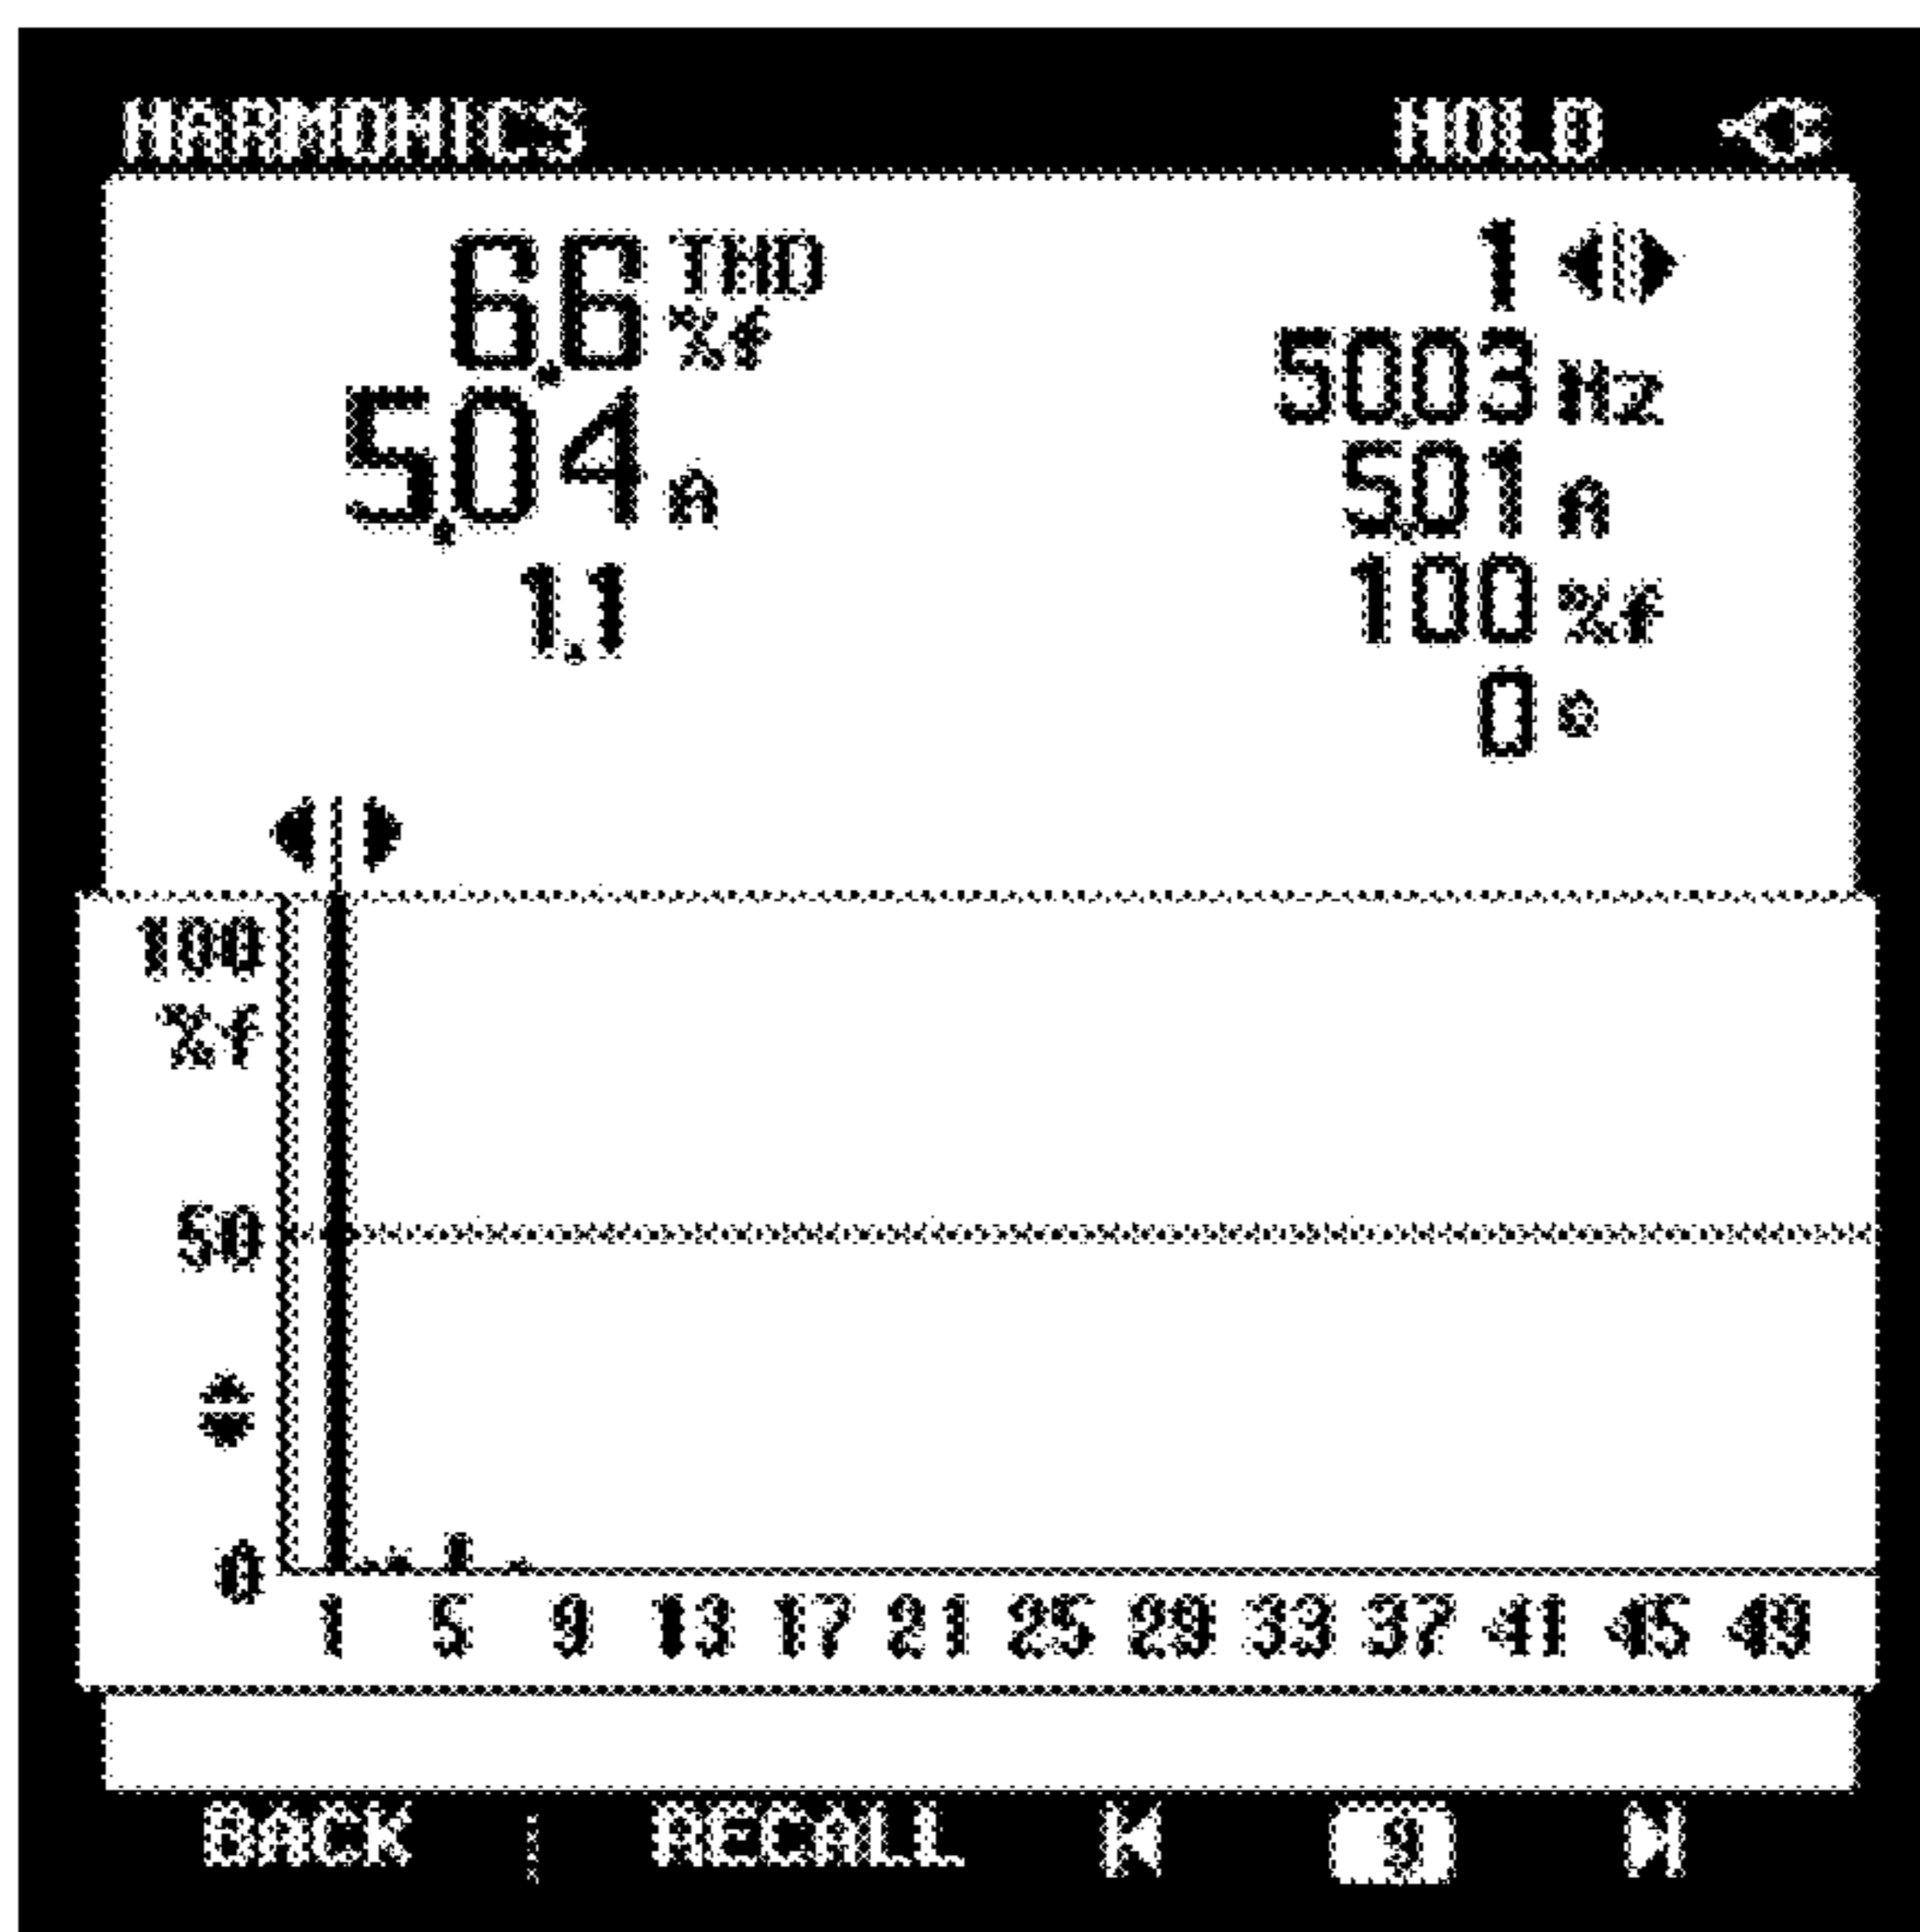 HARMONICS HOLD
6.6 THD %f
5.04 A
1.1
1
50.03 Hz
5.01 A
100 %f
0 °
100
%f
50
0
1 5 9 13 17 21 25 29 33 37 41 45 49
BACK RECALL 9